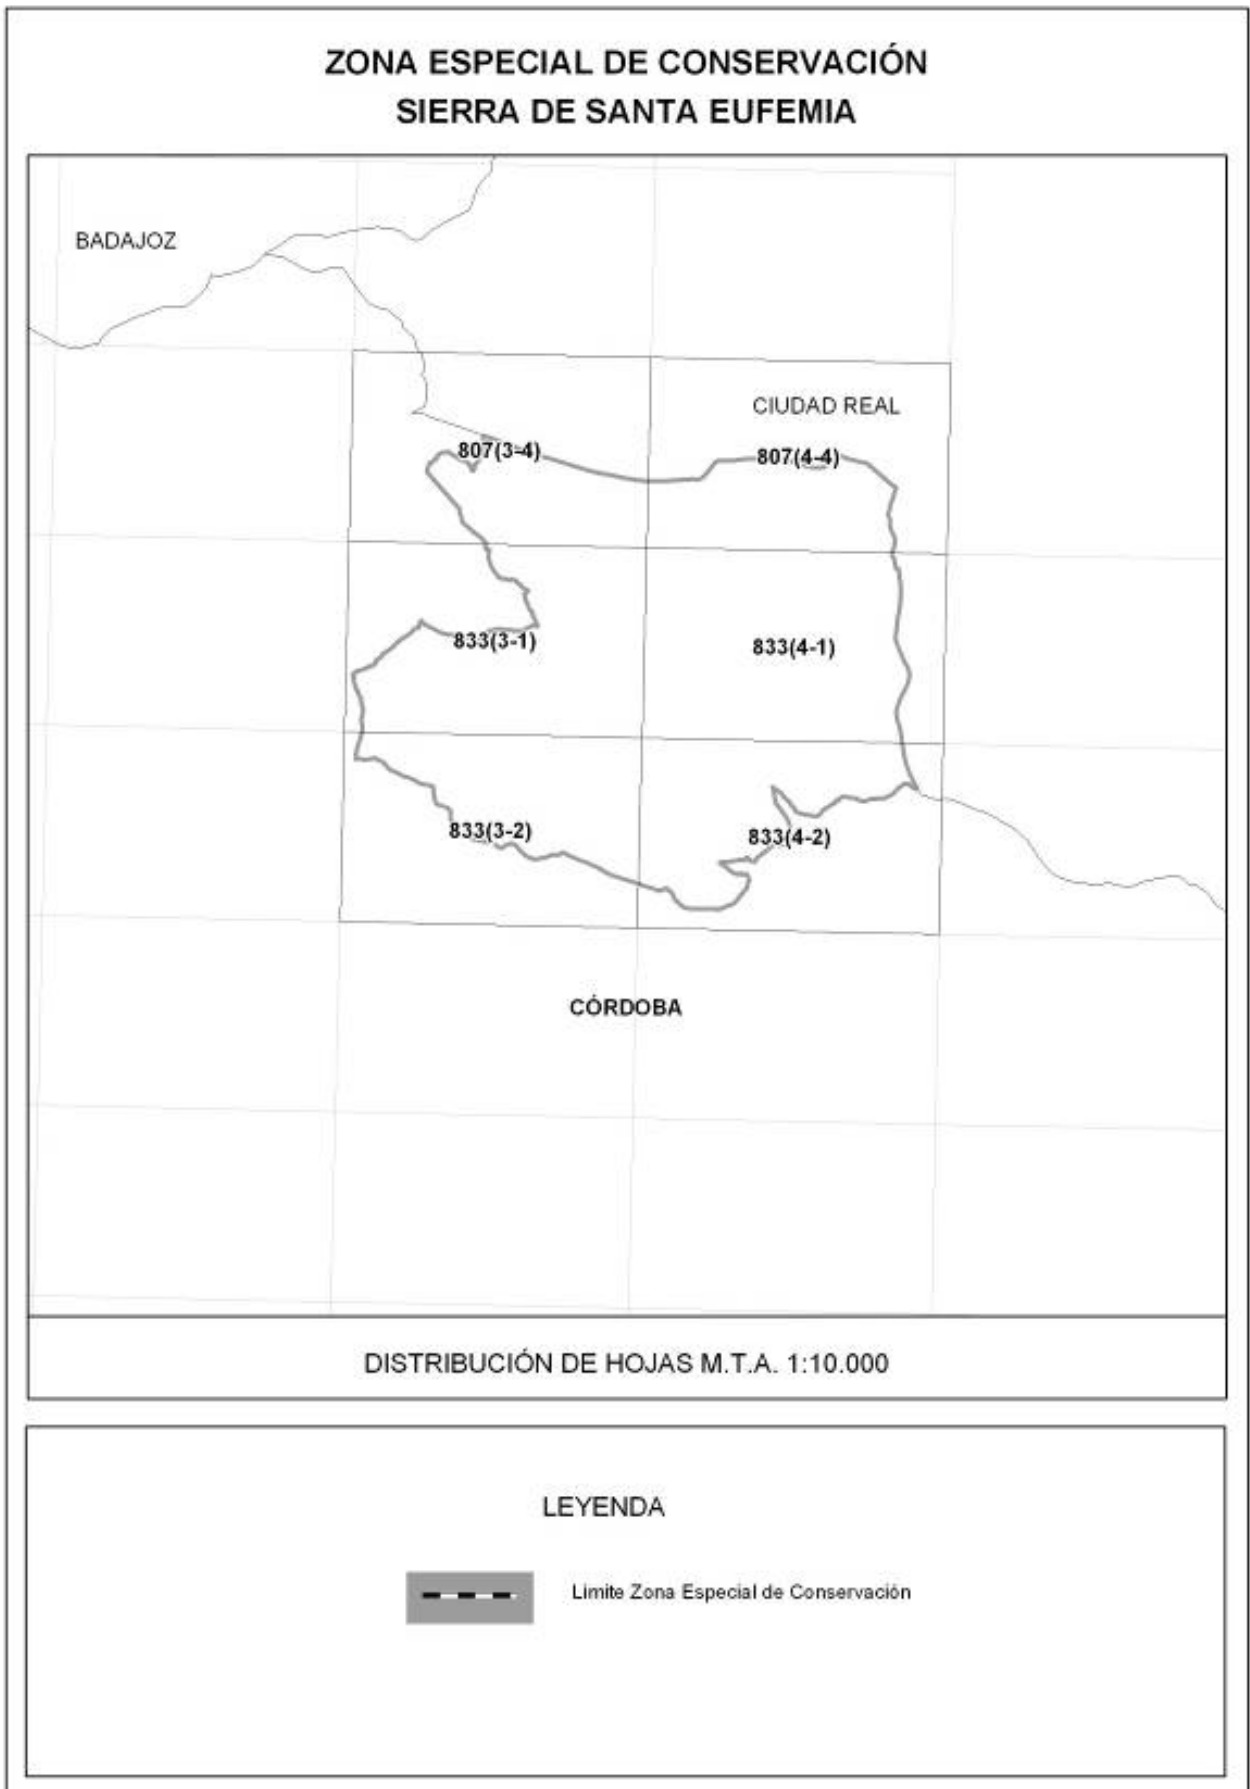 ZONA ESPECIAL DE CONSERVACIÓN
SIERRA DE SANTA EUFEMIA
BADAJOZ
CIUDAD REAL
807(3-4)
807(4-4)
833(3-1)
833(4-1)
833(3-2)
833(4-2)
CÓRDOBA
DISTRIBUCIÓN DE HOJAS M.T.A. 1:10.000
LEYENDA
Limite Zona Especial de Conservación